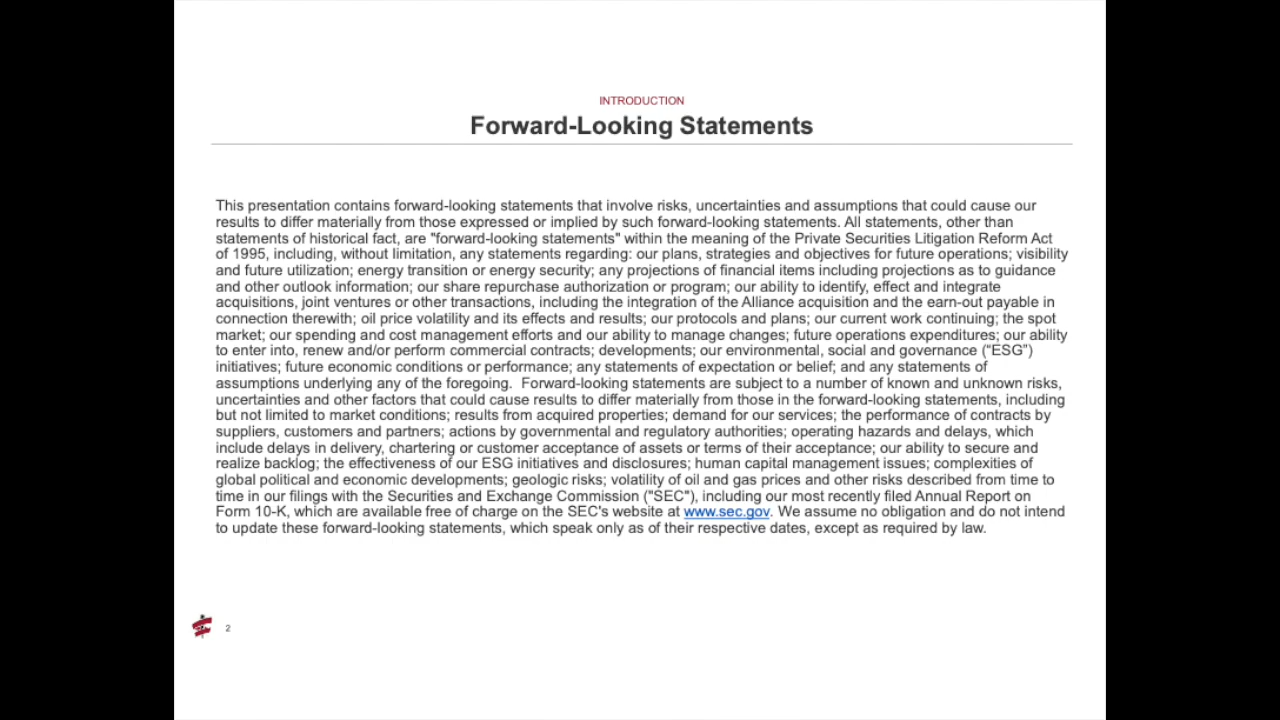 INTRODUCTION
Forward-Looking Statements
This presentation contains forward-looking statements that involve risks, uncertainties and assumptions that could cause our
results to differ materially from those expressed or implied by such forward-looking statements. All statements, other than
statements of historical fact, are "forward-looking statements" within the meaning of the Private Securities Litigation Reform Act
of 1995, including, without limitation, any statements regarding: our plans, strategies and objectives for future operations; visibility
and future utilization; energy transition or energy security; any projections of financial items including projections as to guidance
and other outlook information; our share repurchase authorization or program; our ability to identify, effect and integrate
acquisitions, joint ventures or other transactions, including the integration of the Alliance acquisition and the earn-out payable in
connection therewith; oil price volatility and its effects and results; our protocols and plans; our current work continuing; the spot
market; our spending and cost management efforts and our ability to manage changes; future operations expenditures; our ability
to enter into, renew and/or perform commercial contracts; developments; our environmental, social and governance (“ESG”)
initiatives; future economic conditions or performance; any statements of expectation or belief; and any statements of
assumptions underlying any of the foregoing.  Forward-looking statements are subject to a number of known and unknown risks,
uncertainties and other factors that could cause results to differ materially from those in the forward-looking statements, including
but not limited to market conditions; results from acquired properties; demand for our services; the performance of contracts by
suppliers, customers and partners; actions by governmental and regulatory authorities; operating hazards and delays, which
include delays in delivery, chartering or customer acceptance of assets or terms of their acceptance; our ability to secure and
realize backlog; the effectiveness of our ESG initiatives and disclosures; human capital management issues; complexities of
global political and economic developments; geologic risks; volatility of oil and gas prices and other risks described from time to
time in our filings with the Securities and Exchange Commission ("SEC"), including our most recently filed Annual Report on
Form 10-K, which are available free of charge on the SEC's website at www.sec.gov. We assume no obligation and do not intend
to update these forward-looking statements, which speak only as of their respective dates, except as required by law.
2